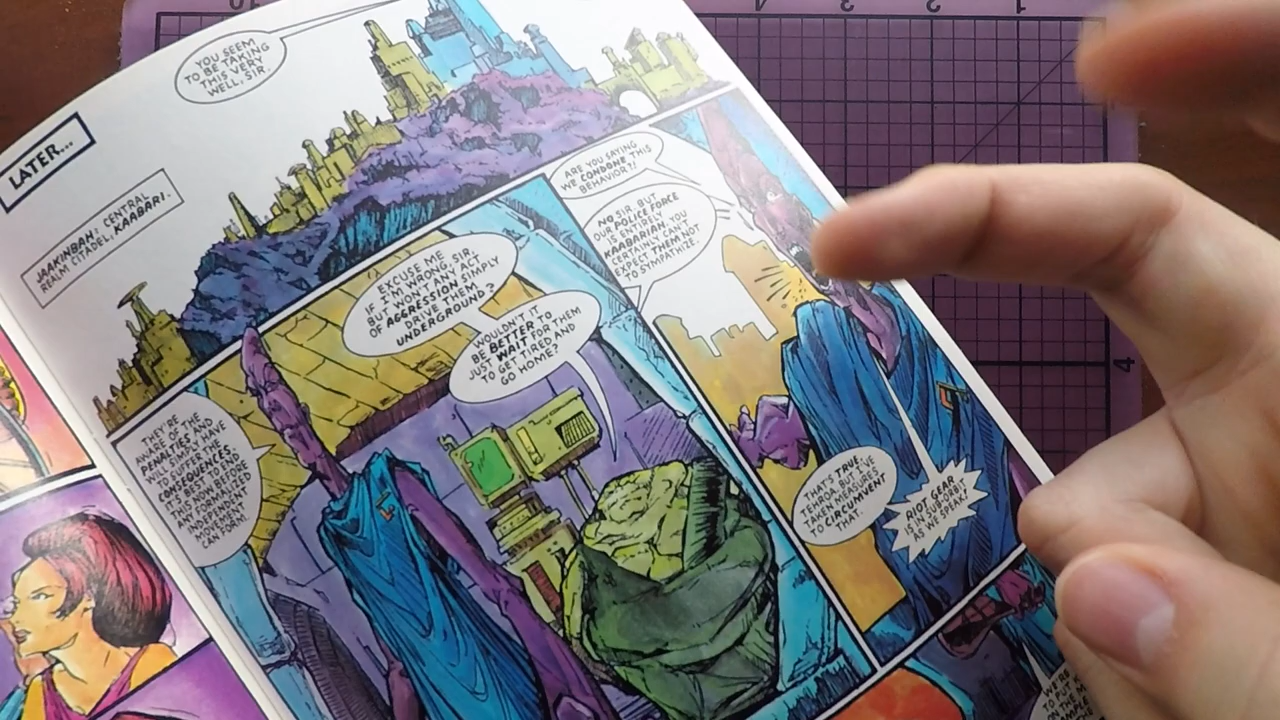 YOU SEEM
TO BE TAKING
THIS VERY
WELL, SIR.
LATER...
JAAKINBAH: CENTRAL
REALM CITADEL, KAABARI.
ARE YOU SAYING
WE CONDONE THIS
BEHAVIOR?!
NO SIR. BUT
OUR POLICE FORCE
IS ENTIRELY
KAABARIAN. YOU
CERTAINLY CAN'T
EXPECT THEM NOT
TO SYMPATHIZE.
EXCUSE ME
IF I'M WRONG, SIR,
BUT WON'T ANY ACT
OF AGGRESSION SIMPLY
DRIVE THEM
UNDERGROUND?
WOULDN'T IT
BE BETTER TO
JUST WAIT FOR THEM
TO GET TIRED AND
GO HOME?
THEY'RE
AWARE OF THE
PENALTIES AND
WILL SIMPLY HAVE
TO SUFFER THE
CONSEQUENCES.
IT'S BEST TO END
THIS NOW BEFORE
ANY FORMALIZED
INDEPENDENT
MOVEMENT
CAN FORM.
THAT'S TRUE,
TEHROA, BUT I'VE
TAKEN MEASURES
TO CIRCUMVENT
THAT.
RIOT GEAR
IS IN SUBORBIT
AS WE SPEAK!